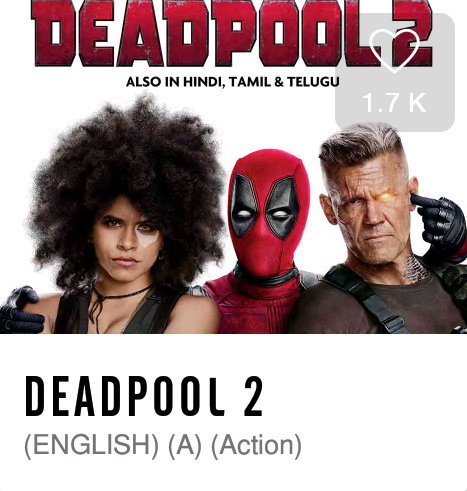 DEADPOOL 2
ALSO IN HINDI, TAMIL & TELUGU
1.7 K
DEADPOOL 2
(ENGLISH) (A) (Action)